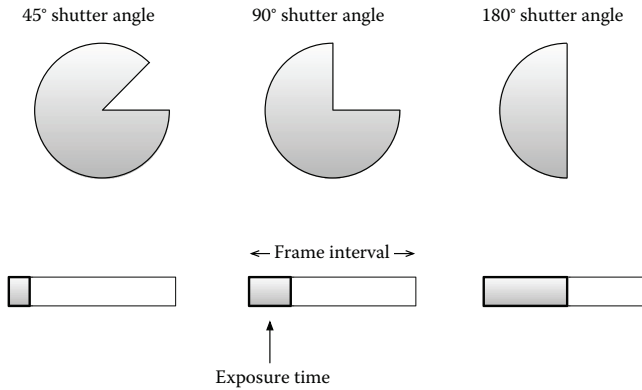 45° shutter angle
90° shutter angle
180° shutter angle
Frame interval
Exposure time